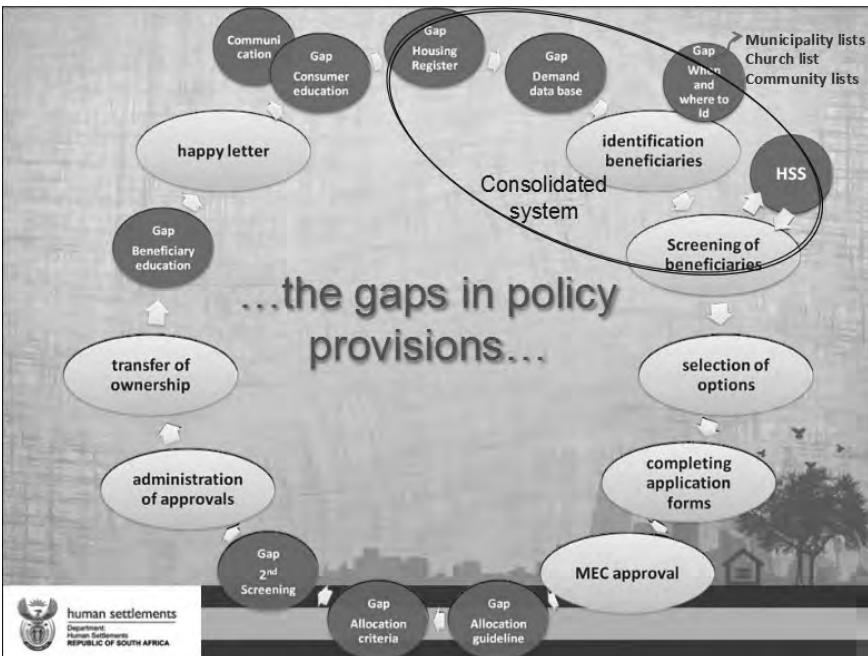 Communi
cation
Gap
Consumer
education
Gap
Housing
Register
Gap
Demand
data base
Gap
When
and
where to
Id
Municipality lists
Church list
Community lists
identification
beneficiaries
HSS
Consolidated
system
Screening of
beneficiaries
selection of
options
completing
application
forms
MEC approval
Gap
Allocation
guideline
Gap
Allocation
criteria
Gap
2nd
Screening
administration
of approvals
transfer of
ownership
Gap
Beneficiary
education
happy letter
…the gaps in policy
provisions…
human settlements
Department:
Human Settlements
REPUBLIC OF SOUTH AFRICA